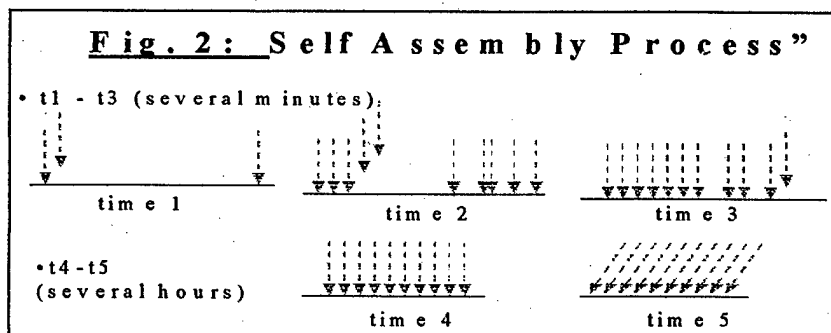 Fig. 2: Self Assembly Process”
• t1 - t3 (several minutes).
time 1
time 2
time 3
•t4-t5
(several hours)
time 4
time 5